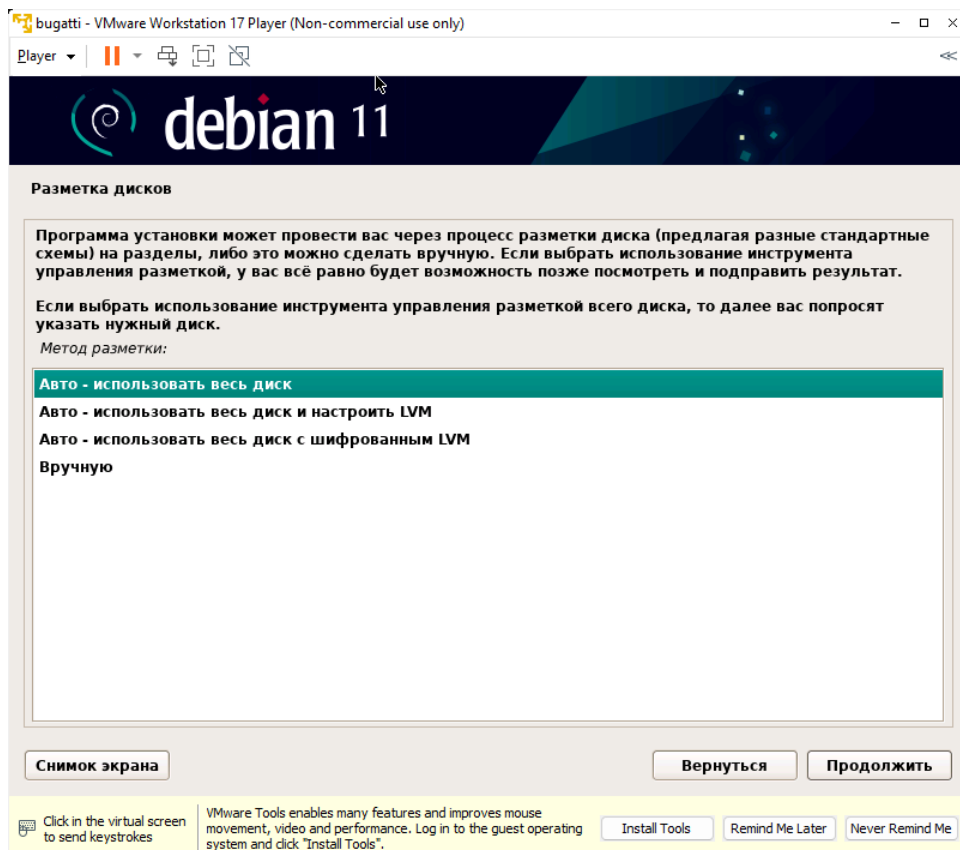 bugatti - VMware Workstation 17 Player (Non-commercial use only)
Player
debian 11
Разметка дисков
Программа установки может провести вас через процесс разметки диска (предлагая разные стандартные
схемы) на разделы, либо это можно сделать вручную. Если выбрать использование инструмента
управления разметкой, у вас всё равно будет возможность позже посмотреть и подправить результат.
Если выбрать использование инструмента управления разметкой всего диска, то далее вас попросят
указать нужный диск.
Метод разметки:
Авто - использовать весь диск
Авто - использовать весь диск и настроить LVM
Авто - использовать весь диск с шифрованным LVM
Вручную
Снимок экрана
Вернуться
Продолжить
Click in the virtual screen
to send keystrokes
VMware Tools enables many features and improves mouse
movement, video and performance. Log in to the guest operating
system and click "Install Tools".
Install Tools
Remind Me Later
Never Remind Me